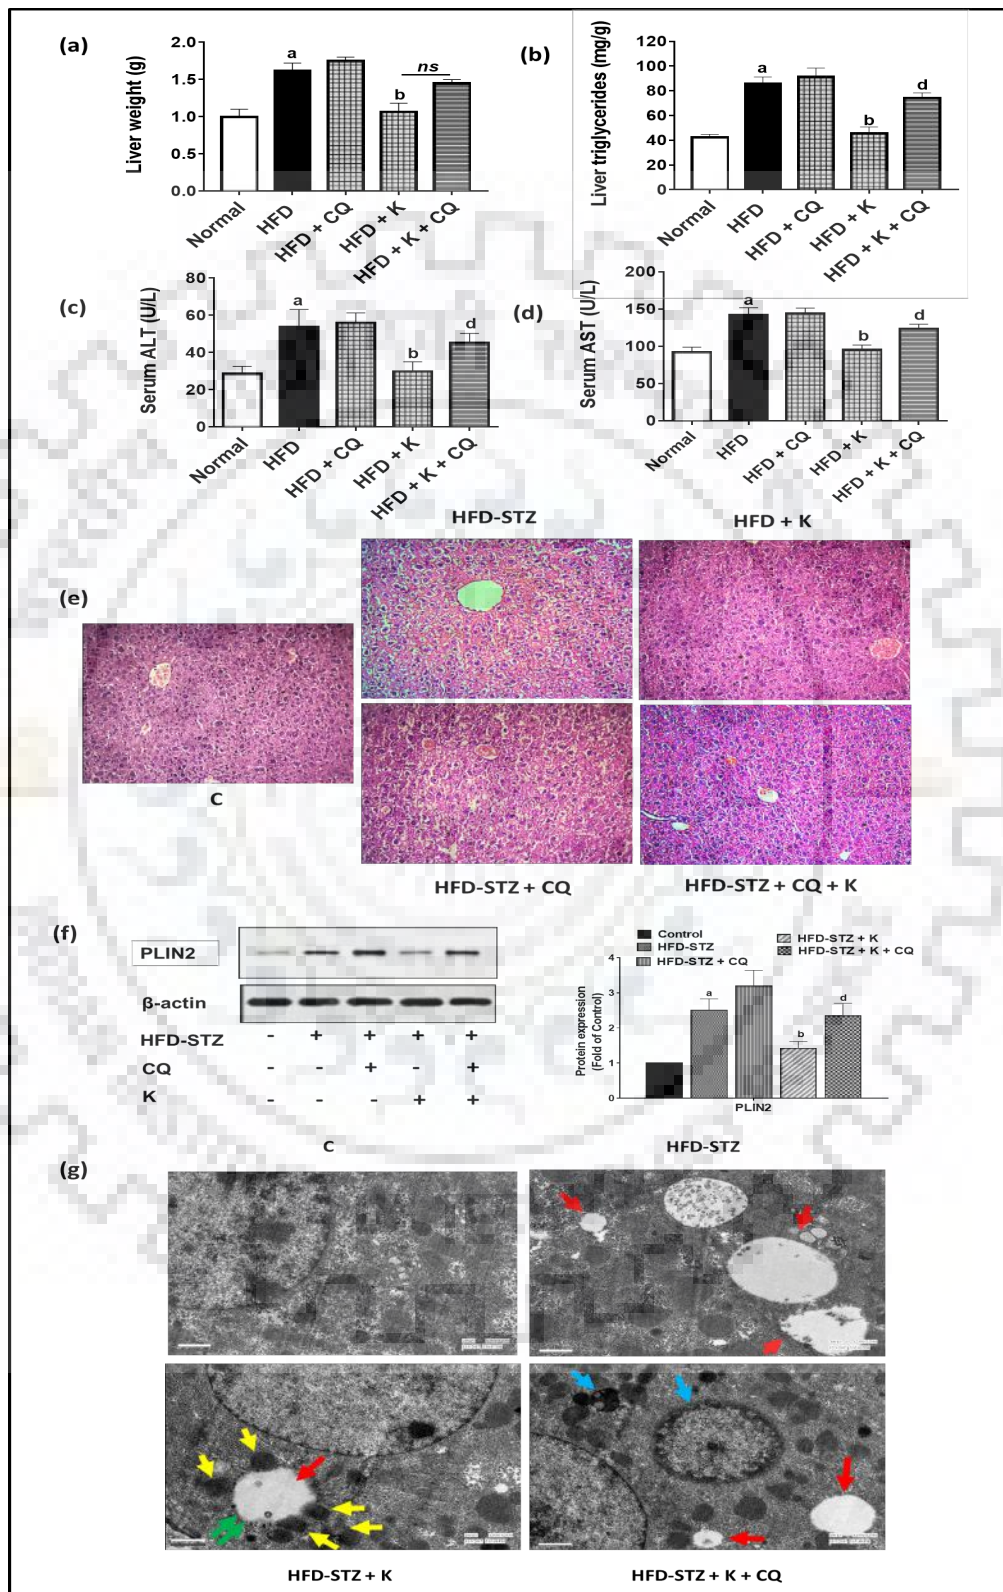 (a)
Liver weight (g)
2.0
1.5
1.0
0.5
0.0
a
b
ns
Normal
HFD
HFD + CQ
HFD + K
HFD + K + CQ
(b)
Liver triglycerides (mg/g)
120
100
80
60
40
20
0
a
b
d
Normal
HFD
HFD + CQ
HFD + K
HFD + K + CQ
(c)
Serum ALT (U/L)
80
60
40
20
0
a
b
d
Normal
HFD
HFD + CQ
HFD + K
HFD + K + CQ
(d)
Serum AST (U/L)
200
150
100
50
0
a
b
d
Normal
HFD
HFD + CQ
HFD + K
HFD + K + CQ
(e)
HFD-STZ
HFD + K
C
HFD-STZ + CQ
HFD-STZ + CQ + K
(f)
PLIN2
β-actin
HFD-STZ - + + + +
CQ - - + - +
K - - - + +
Control
HFD-STZ
HFD-STZ + CQ
HFD-STZ + K
HFD-STZ + K + CQ
Protein expression
(Fold of Control)
4
3
2
1
0
a
b
d
PLIN2
(g)
C
HFD-STZ
HFD-STZ + K
HFD-STZ + K + CQ